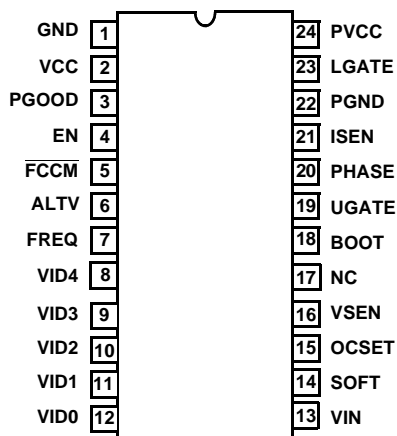 GND 1 24 PVCC
VCC 2 23 LGATE
PGOOD 3 22 PGND
EN 4 21 ISEN
F̅C̅C̅M̅ 5 20 PHASE
ALTV 6 19 UGATE
FREQ 7 18 BOOT
VID4 8 17 NC
VID3 9 16 VSEN
VID2 10 15 OCSET
VID1 11 14 SOFT
VID0 12 13 VIN